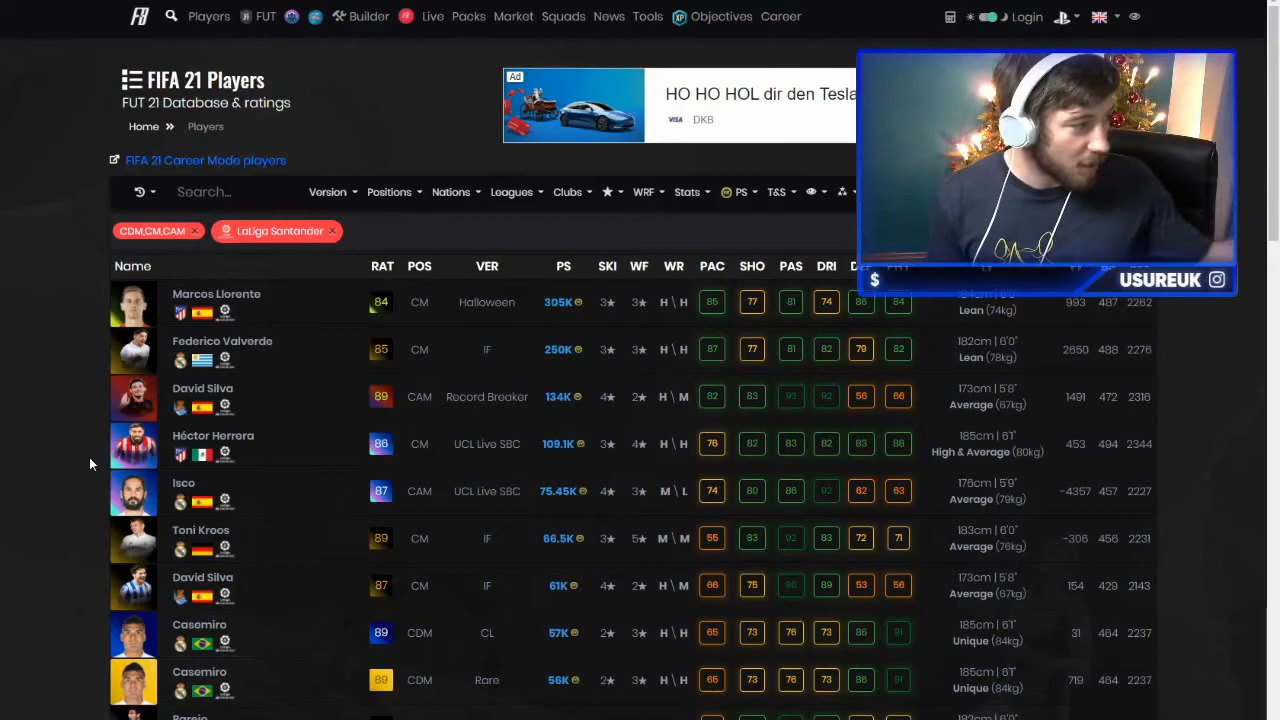 FB Players FUT Builder Live Packs Market Squads News Tools XP Objectives Career Login
FIFA 21 Players
FUT 21 Database & ratings
Home » Players
Ad
HO HO HOL dir den Tesla
VISA DKB
FIFA 21 Career Mode players
Search... Version Positions Nations Leagues Clubs WRF Stats PS T&S
CDM,CM,CAM × LaLiga Santander ×
$ USUREUK
Name RAT POS VER PS SKI WF WR PAC SHO PAS DRI
Marcos Llorente 84 CM Halloween 305K 3★ 3★ H \ H 85 77 81 74 86 84 Lean (74kg) 993 487 2262
Federico Valverde 85 CM IF 250K 3★ 3★ H \ H 87 77 81 82 79 82 182cm | 6'0" Lean (78kg) 2650 488 2276
David Silva 89 CAM Record Breaker 134K 4★ 2★ H \ M 82 83 93 92 56 66 173cm | 5'8" Average (67kg) 1491 472 2316
Héctor Herrera 86 CM UCL Live SBC 109.1K 3★ 4★ H \ H 76 82 83 82 83 88 185cm | 6'1" High & Average (80kg) 453 494 2344
Isco 87 CAM UCL Live SBC 75.45K 4★ 3★ M \ L 74 80 86 92 62 63 176cm | 5'9" Average (79kg) -4357 457 2227
Toni Kroos 89 CM IF 66.5K 3★ 5★ M \ M 55 83 92 83 72 71 183cm | 6'0" Average (76kg) -306 456 2231
David Silva 87 CM IF 61K 4★ 2★ H \ M 66 75 90 89 53 56 173cm | 5'8" Average (67kg) 154 429 2143
Casemiro 89 CDM CL 57K 2★ 3★ H \ H 65 73 76 73 86 91 185cm | 6'1" Unique (84kg) 31 464 2237
Casemiro 89 CDM Rare 56K 2★ 3★ H \ H 65 73 76 73 86 91 185cm | 6'1" Unique (84kg) 719 464 2237
Parejo